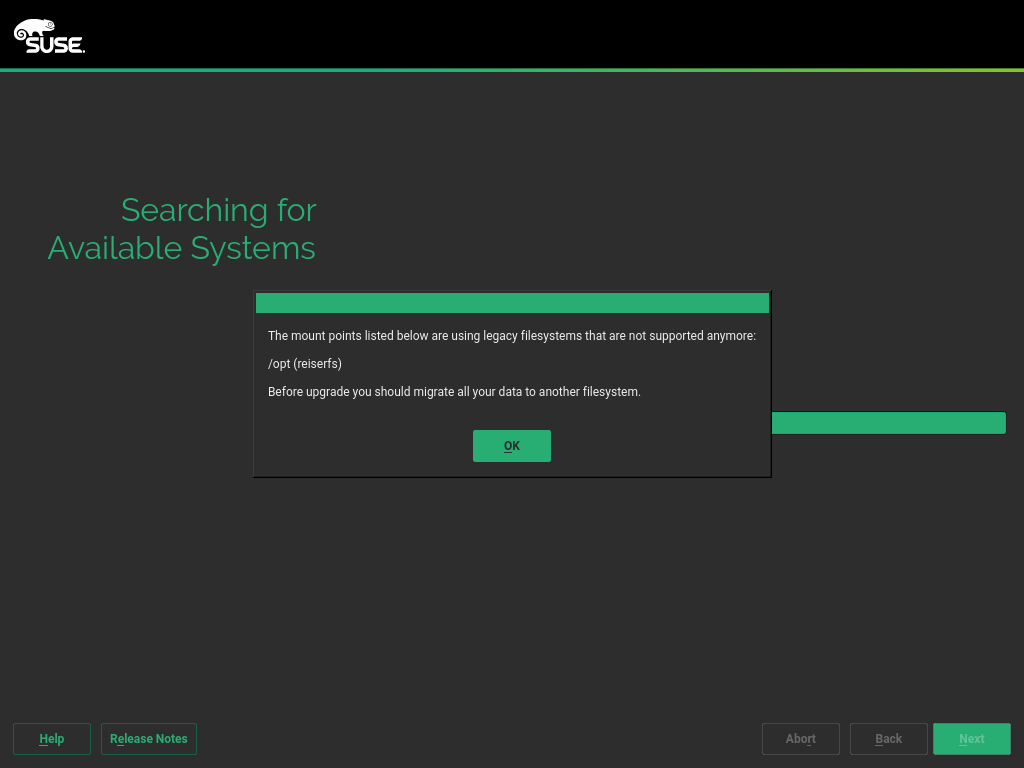 SUSE.
Searching for
Available Systems
The mount points listed below are using legacy filesystems that are not supported anymore:
/opt (reiserfs)
Before upgrade you should migrate all your data to another filesystem.
OK
Help
Release Notes
Abort
Back
Next